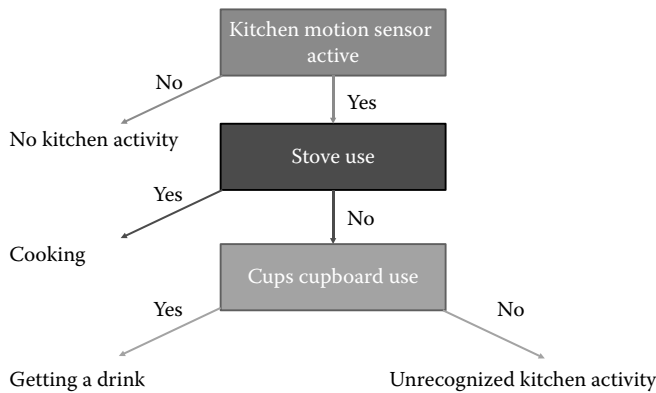 Kitchen motion sensor
active
No
Yes
No kitchen activity
Stove use
Yes
No
Cooking
Cups cupboard use
Yes
No
Getting a drink
Unrecognized kitchen activity